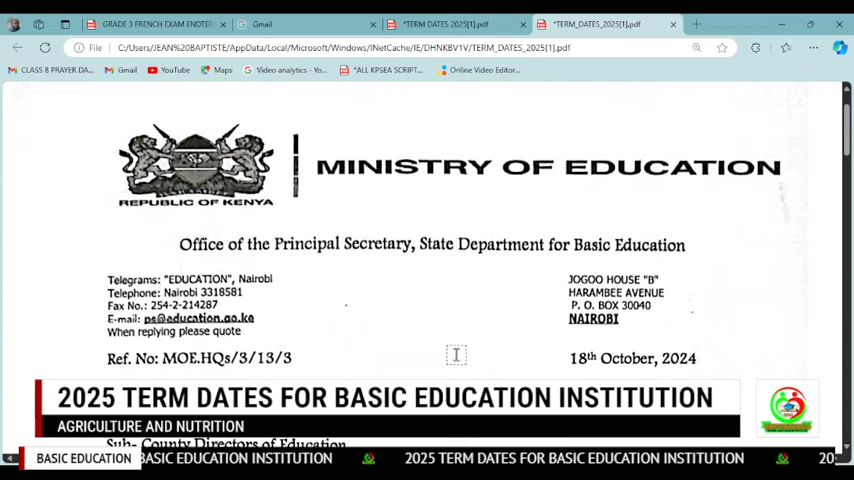 GRADE 3 FRENCH EXAM ENDTER
Gmail
*TERM DATES 2025[1].pdf
*TERM_DATES_2025[1].pdf
File
C:/Users/JEAN%20BAPTISTE/AppData/Local/Microsoft/Windows/INetCache/IE/DHNKBV1V/TERM_DATES_2025[1].pdf
CLASS 8 PRAYER DA...
Gmail
YouTube
Maps
Video analytics - Yo...
*ALL KPSEA SCRIPT...
Online Video Editor...
REPUBLIC OF KENYA
MINISTRY OF EDUCATION
Office of the Principal Secretary, State Department for Basic Education
Telegrams: "EDUCATION", Nairobi
Telephone: Nairobi 3318581
Fax No.: 254-2-214287
E-mail: ps@education.go.ke
When replying please quote
JOGOO HOUSE "B"
HARAMBEE AVENUE
P. O. BOX 30040
NAIROBI
Ref. No: MOE.HQs/3/13/3
18th October, 2024
2025 TERM DATES FOR BASIC EDUCATION INSTITUTION
AGRICULTURE AND NUTRITION
Sub- County Directors of Education
BASIC EDUCATION
BASIC EDUCATION INSTITUTION
2025 TERM DATES FOR BASIC EDUCATION INSTITUTION
20